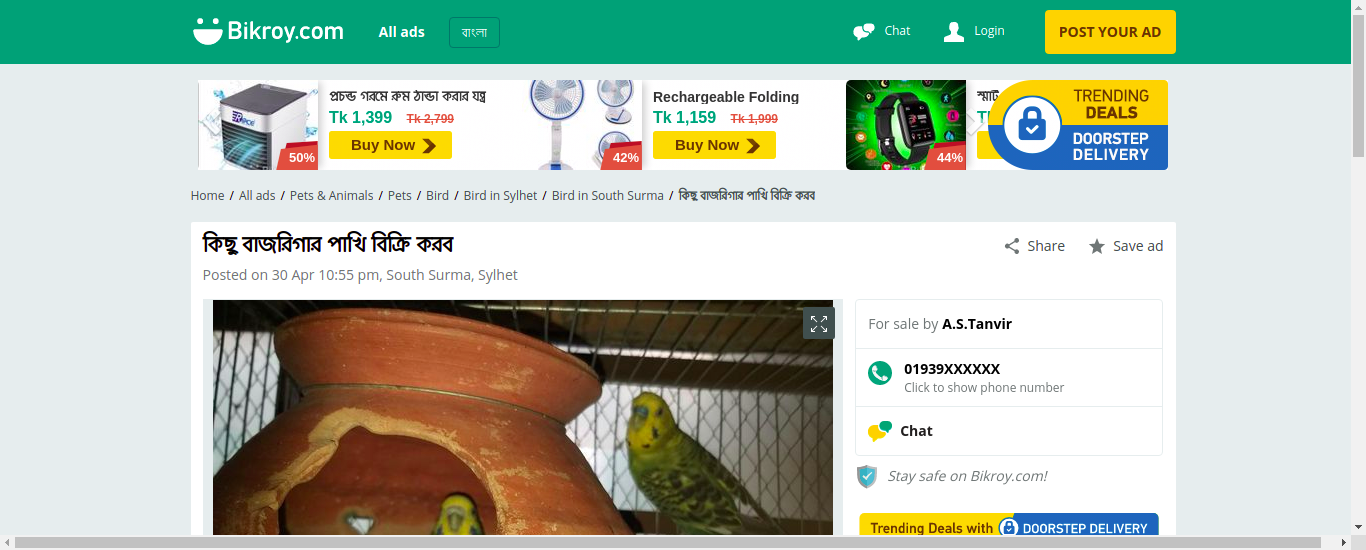 Bikroy.com
All ads
বাংলা
Chat
Login
POST YOUR AD
প্রচন্ড গরমে রুম ঠান্ডা করার যন্ত্র
Tk 1,399 Tk 2,799
Buy Now
50%
Rechargeable Folding
Tk 1,159 Tk 1,999
Buy Now
42%
44%
স্মার্ট
TRENDING
DEALS
DOORSTEP
DELIVERY
Home / All ads / Pets & Animals / Pets / Bird / Bird in Sylhet / Bird in South Surma / কিছু বাজরিগার পাখি বিক্রি করব
কিছু বাজরিগার পাখি বিক্রি করব
Share
Save ad
Posted on 30 Apr 10:55 pm, South Surma, Sylhet
For sale by A.S.Tanvir
01939XXXXXX
Click to show phone number
Chat
Stay safe on Bikroy.com!
Trending Deals with DOORSTEP DELIVERY